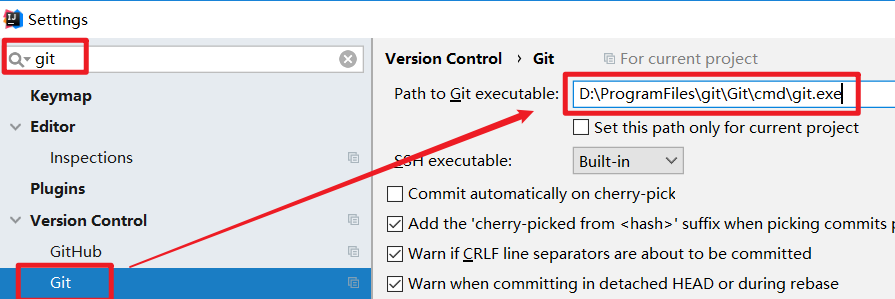 IJ Settings
git
Keymap
Editor
Inspections
Plugins
Version Control
GitHub
Git
Version Control › Git For current project
Path to Git executable: D:\ProgramFiles\git\Git\cmd\git.exe
Set this path only for current project
SSH executable: Built-in
Commit automatically on cherry-pick
Add the 'cherry-picked from <hash>' suffix when picking commits p
Warn if CRLF line separators are about to be committed
Warn when committing in detached HEAD or during rebase